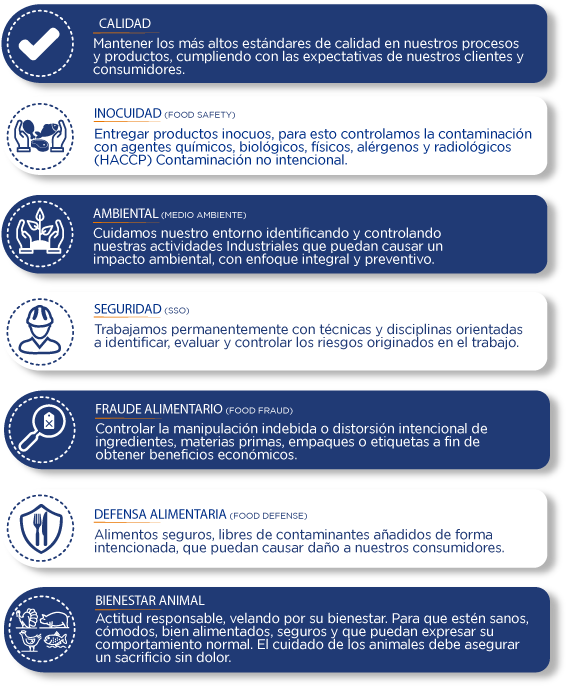 CALIDAD
Mantener los más altos estándares de calidad en nuestros procesos
y productos, cumpliendo con las expectativas de nuestros clientes y
consumidores.
INOCUIDAD (FOOD SAFETY)
Entregar productos inocuos, para esto controlamos la contaminación
con agentes químicos, biológicos, físicos, alérgenos y radiológicos
(HACCP) Contaminación no intencional.
AMBIENTAL (MEDIO AMBIENTE)
Cuidamos nuestro entorno identificando y controlando
nuestras actividades Industriales que puedan causar un
impacto ambiental, con enfoque integral y preventivo.
SEGURIDAD (SSO)
Trabajamos permanentemente con técnicas y disciplinas orientadas
a identificar, evaluar y controlar los riesgos originados en el trabajo.
FRAUDE ALIMENTARIO (FOOD FRAUD)
Controlar la manipulación indebida o distorsión intencional de
ingredientes, materias primas, empaques o etiquetas a fin de
obtener beneficios económicos.
DEFENSA ALIMENTARIA (FOOD DEFENSE)
Alimentos seguros, libres de contaminantes añadidos de forma
intencionada, que puedan causar daño a nuestros consumidores.
BIENESTAR ANIMAL
Actitud responsable, velando por su bienestar. Para que estén sanos,
cómodos, bien alimentados, seguros y que puedan expresar su
comportamiento normal. El cuidado de los animales debe asegurar
un sacrificio sin dolor.